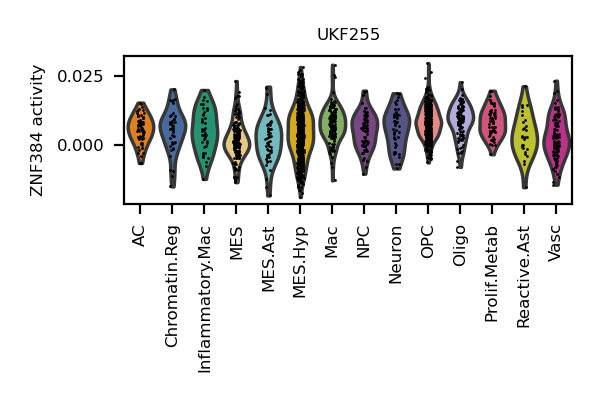 UKF255
ZNF384 activity
0.025
0.000
AC
Chromatin.Reg
Inflammatory.Mac
MES
MES.Ast
MES.Hyp
Mac
NPC
Neuron
OPC
Oligo
Prolif.Metab
Reactive.Ast
Vasc